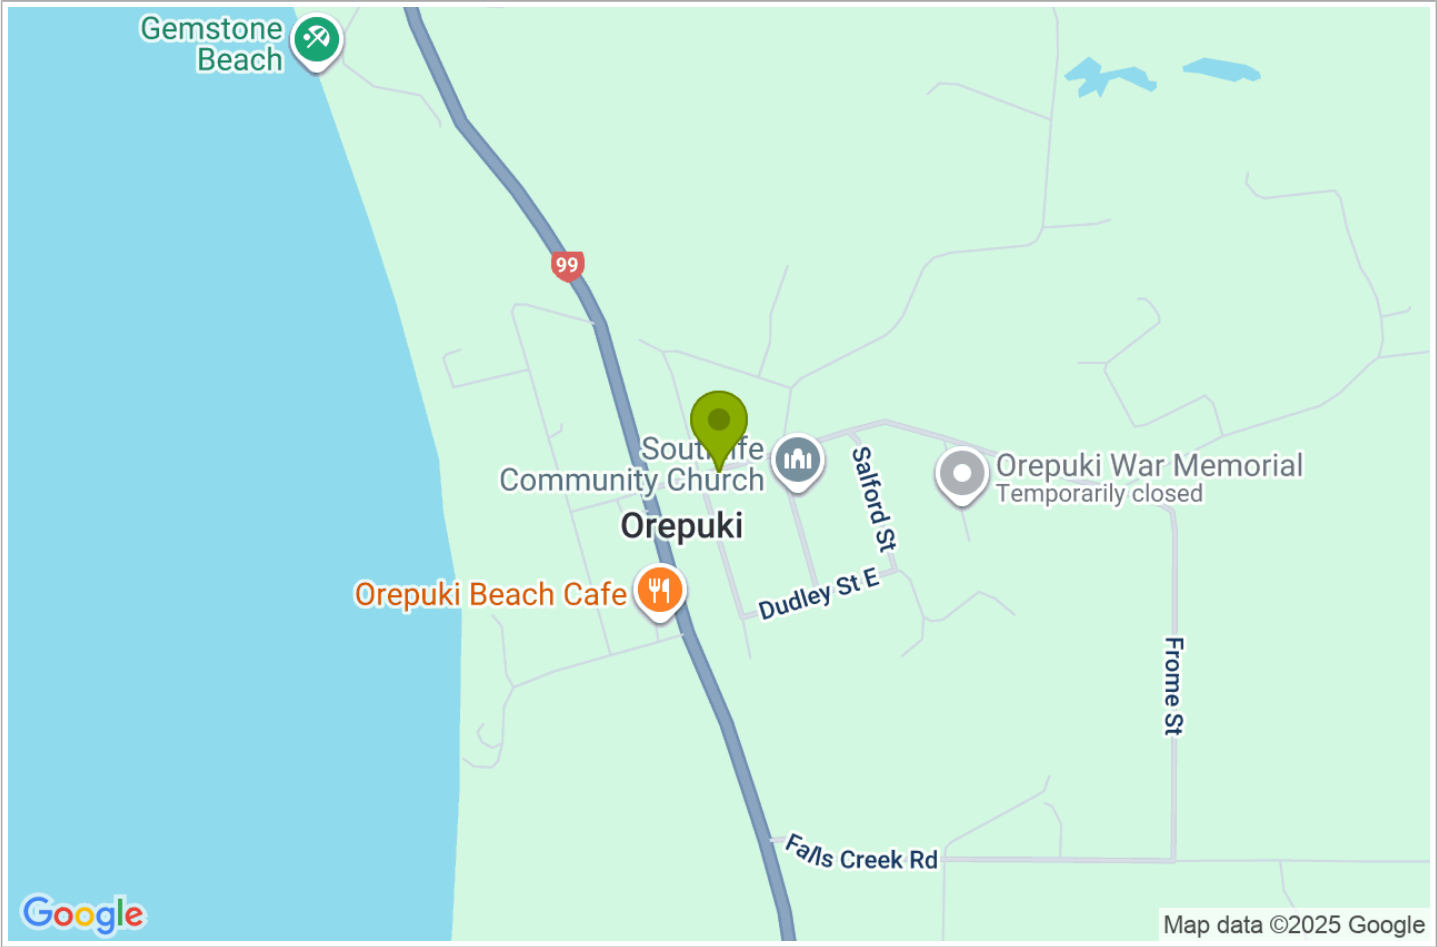 Gemstone
Beach
99
Community Church
Salford St
Orepuki War Memorial
Temporarily closed
Orepuki
Orepuki Beach Cafe
Dudley St E
Frome St
Falls Creek Rd
Google
Map data ©2025 Google